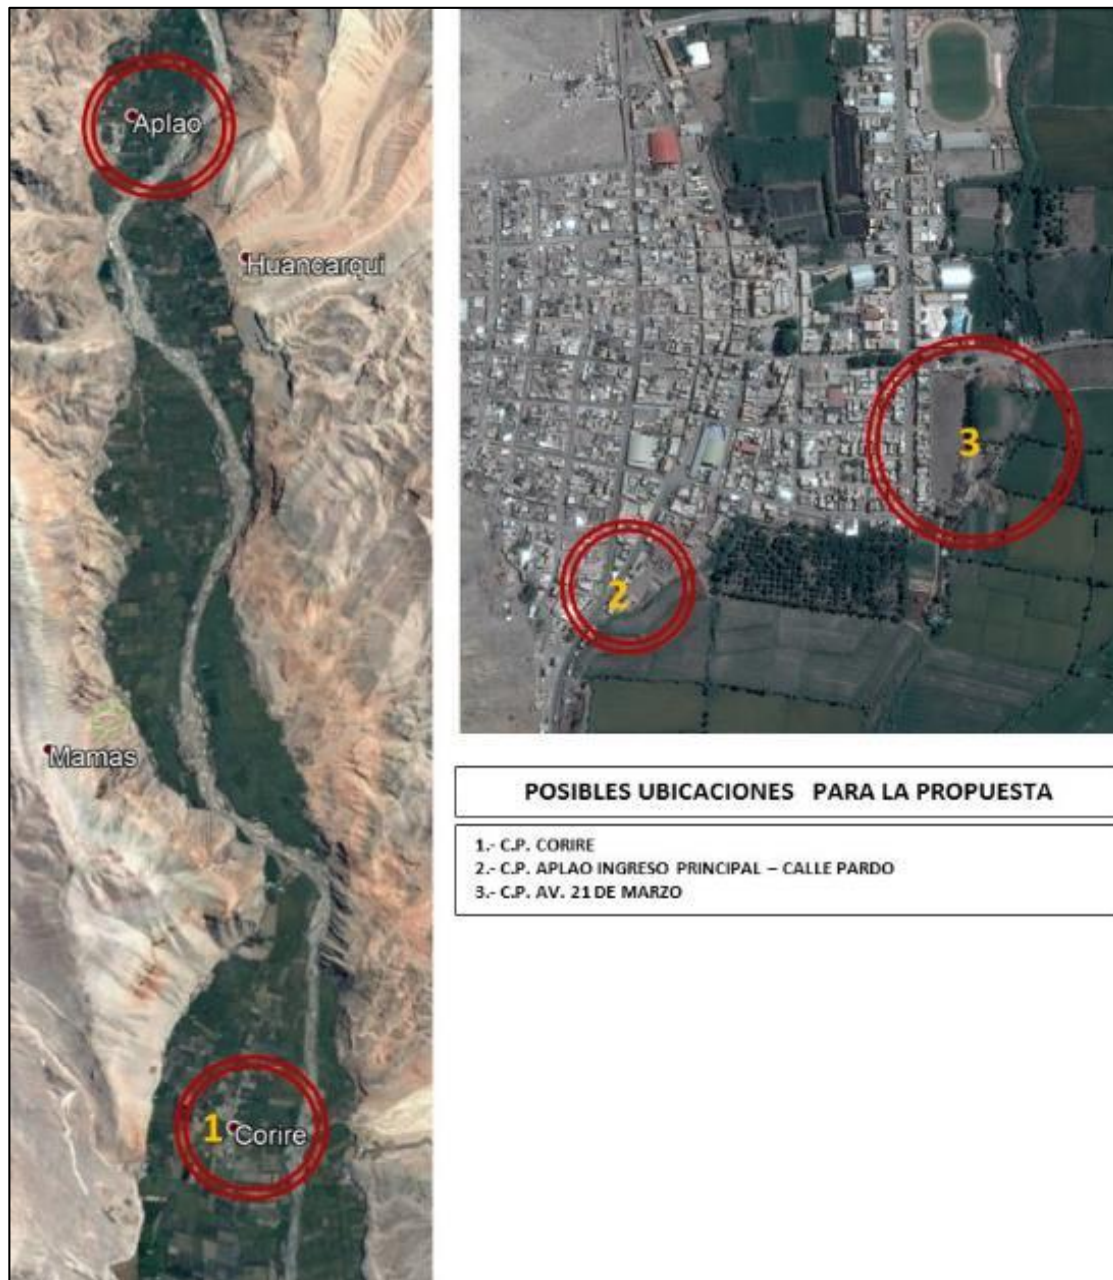 Aplao
Huancarqui
Mamas
1
Corire
3
2
POSIBLES UBICACIONES PARA LA PROPUESTA
1.- C.P. CORIRE
2.- C.P. APLAO INGRESO PRINCIPAL – CALLE PARDO
3.- C.P. AV. 21 DE MARZO